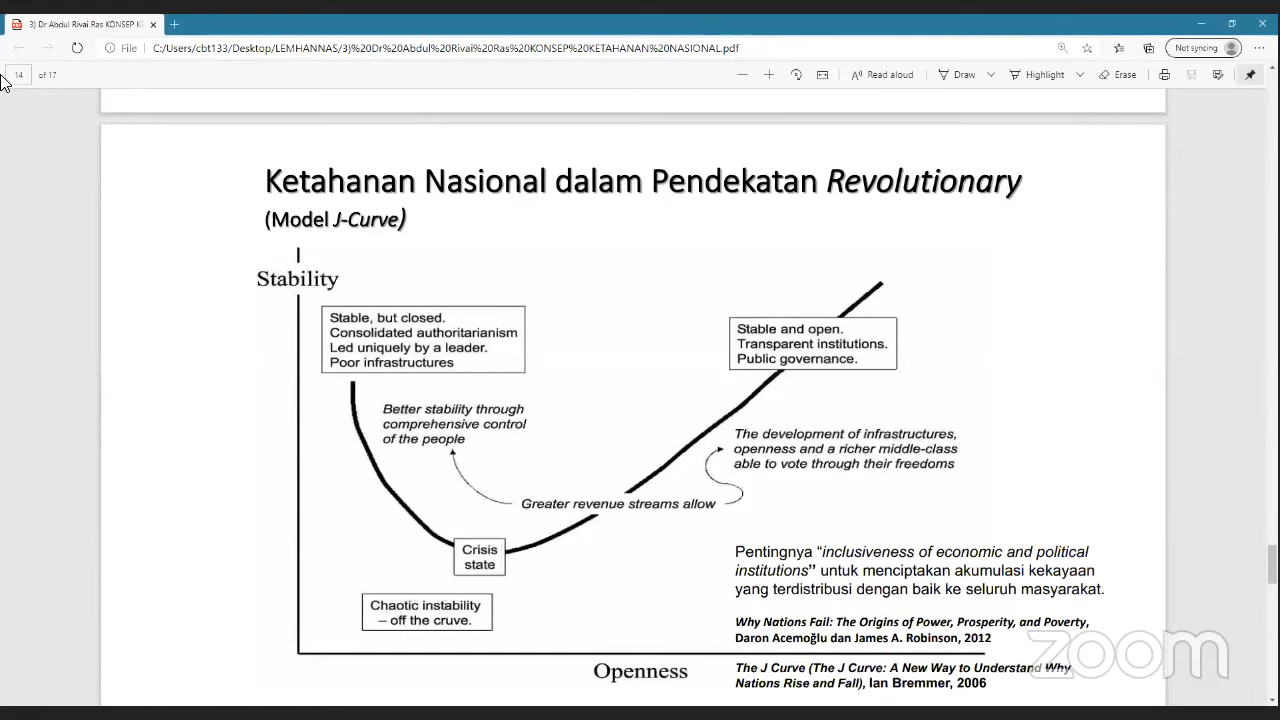 3) Dr Abdul Rivai Ras KONSEP KE
File
C:/Users/cbt133/Desktop/LEMHANNAS/3)%20Dr%20Abdul%20Rivai%20Ras%20KONSEP%20KETAHANAN%20NASIONAL.pdf
Not syncing
14 of 17
Read aloud
Draw
Highlight
Erase
Ketahanan Nasional dalam Pendekatan Revolutionary
(Model J-Curve)
Stability
Stable, but closed.
Consolidated authoritarianism
Led uniquely by a leader.
Poor infrastructures
Stable and open.
Transparent institutions.
Public governance.
Better stability through
comprehensive control
of the people
The development of infrastructures,
openness and a richer middle-class
able to vote through their freedoms
Greater revenue streams allow
Crisis
state
Chaotic instability
– off the cruve.
Openness
Pentingnya “inclusiveness of economic and political
institutions” untuk menciptakan akumulasi kekayaan
yang terdistribusi dengan baik ke seluruh masyarakat.
Why Nations Fail: The Origins of Power, Prosperity, and Poverty,
Daron Acemoğlu dan James A. Robinson, 2012
The J Curve (The J Curve: A New Way to Understand Why
Nations Rise and Fall), Ian Bremmer, 2006
zoom